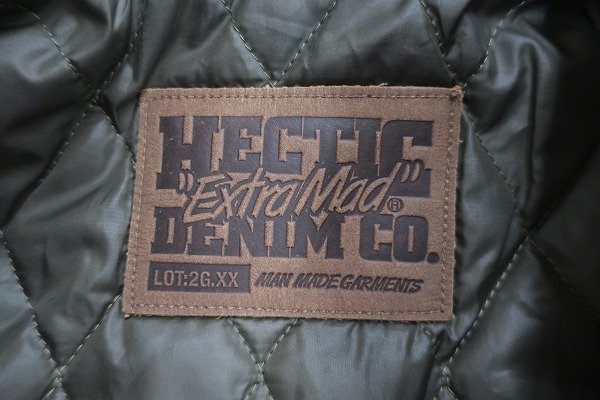 HECTIC
"Extra Mad"®
DENIM CO.
LOT:2G.XX MAN MADE GARMENTS